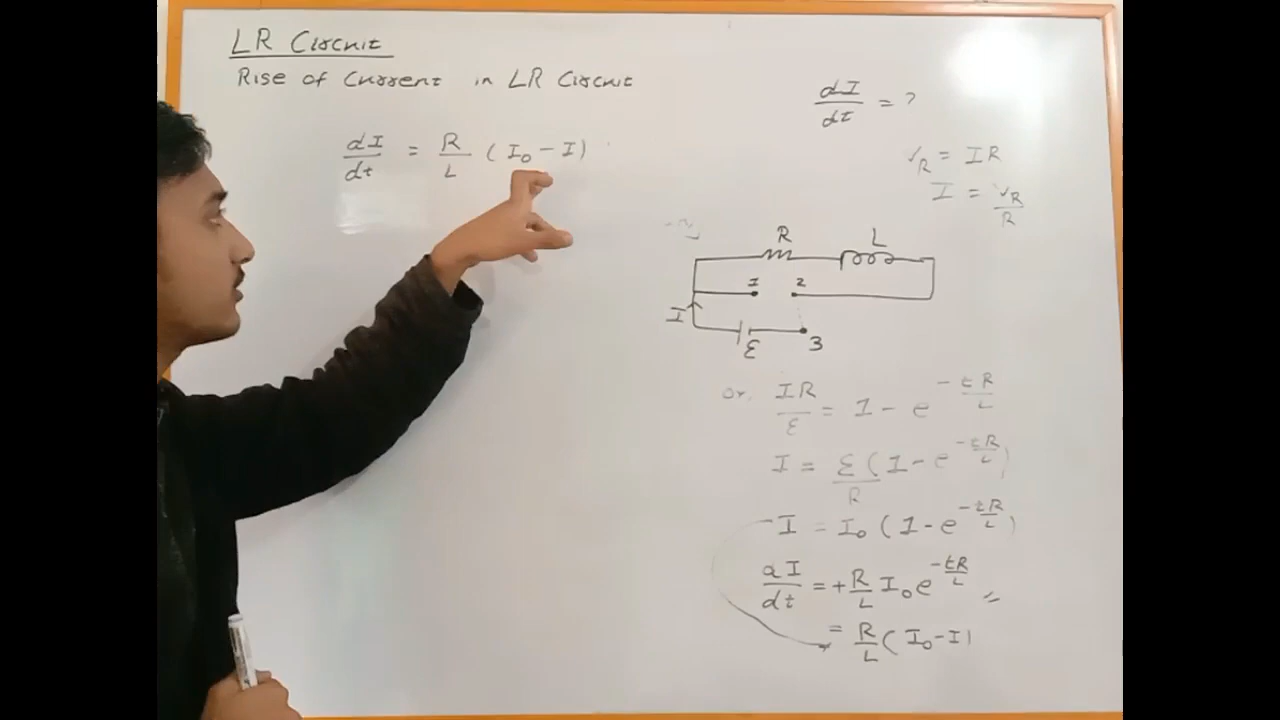 LR Circuit
Rise of Current in LR Circuit
dI/dt = R/L (I₀ - I)
dI/dt = ?
V_R = IR
I = V_R/R
R L
1 2
I
ε 3
or, IR/ε = 1 - e^(-tR/L)
I = ε/R (1 - e^(-tR/L))
I = I₀ (1 - e^(-tR/L))
dI/dt = + R/L I₀ e^(-tR/L)
= R/L (I₀ - I)